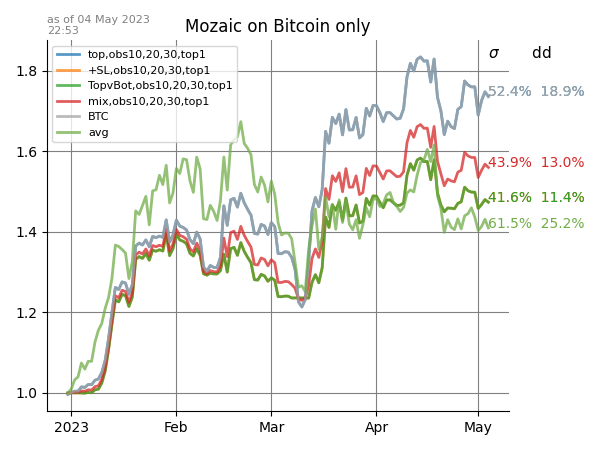 as of 04 May 2023
22:53
Mozaic on Bitcoin only
σ dd
top,obs10,20,30,top1
+SL,obs10,20,30,top1
TopvBot,obs10,20,30,top1
mix,obs10,20,30,top1
BTC
avg
1.8
1.6
1.4
1.2
1.0
52.4% 18.9%
43.9% 13.0%
41.6% 11.4%
61.5% 25.2%
2023 Feb Mar Apr May